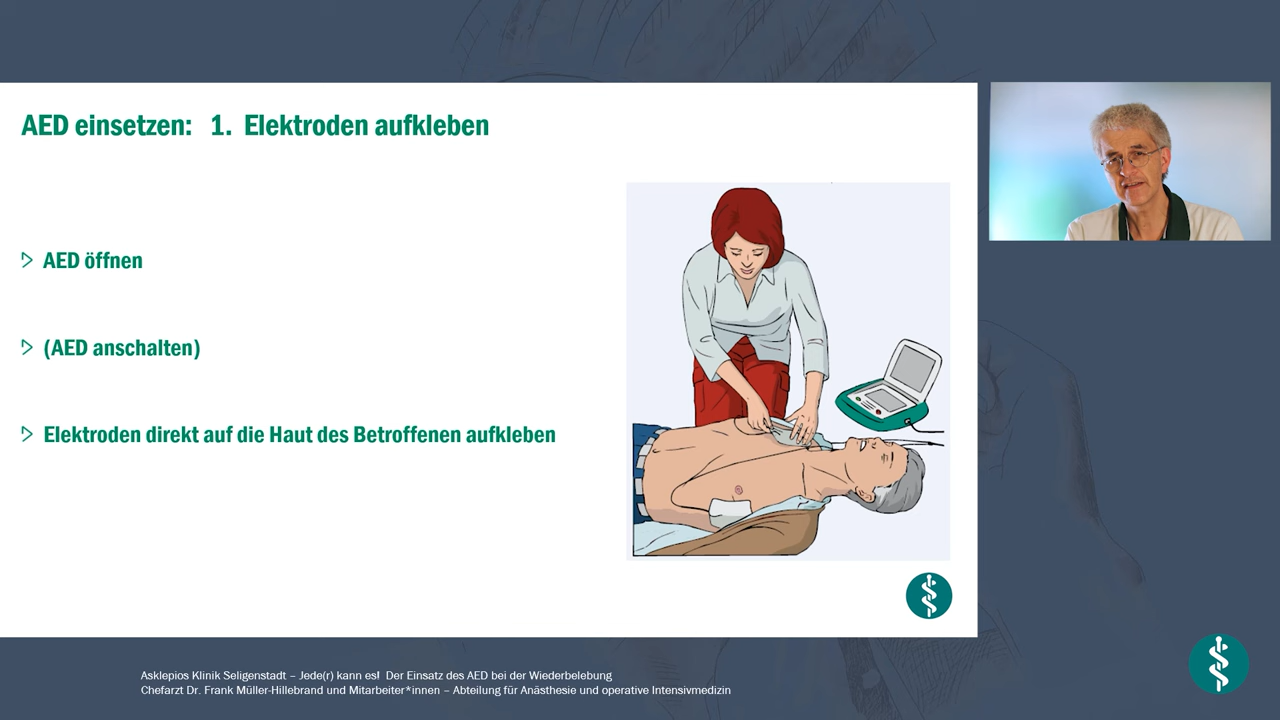 AED einsetzen: 1. Elektroden aufkleben
AED öffnen
(AED anschalten)
Elektroden direkt auf die Haut des Betroffenen aufkleben
Asklepios Klinik Seligenstadt – Jede(r) kann es! Der Einsatz des AED bei der Wiederbelebung
Chefarzt Dr. Frank Müller-Hillebrand und Mitarbeiter*innen – Abteilung für Anästhesie und operative Intensivmedizin